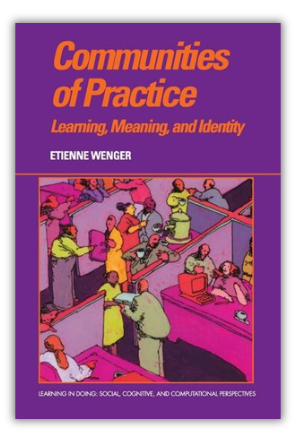 Communities
of Practice
Learning, Meaning, and Identity
ETIENNE WENGER
LEARNING IN DOING: SOCIAL, COGNITIVE, AND COMPUTATIONAL PERSPECTIVES